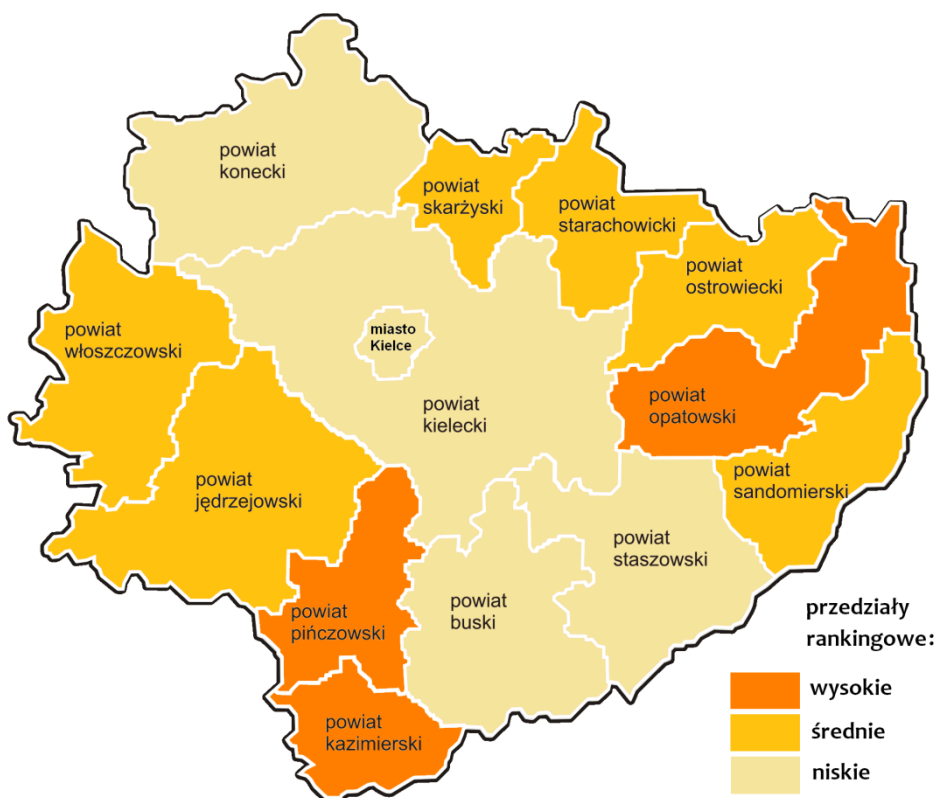 powiat
konecki
powiat
skarżyski
powiat
starachowicki
powiat
ostrowiecki
powiat
włoszczowski
miasto
Kielce
powiat
kielecki
powiat
opatowski
powiat
jędrzejowski
powiat
sandomierski
powiat
staszowski
powiat
pińczowski
powiat
buski
powiat
kazimierski
przedziały
rankingowe:
wysokie
średnie
niskie